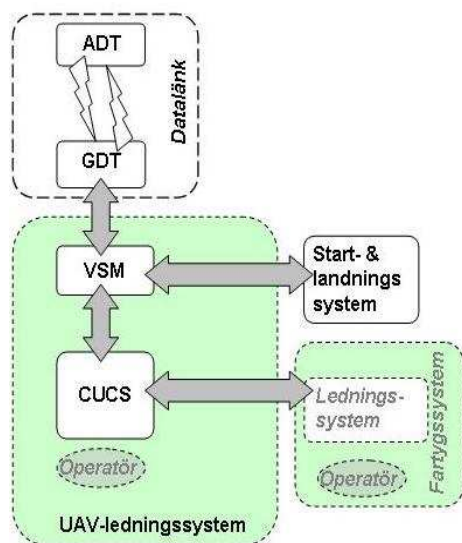 ADT
Datalänk
GDT
VSM
Start- &
landnings
system
CUCS
Lednings-
system
Fartygssystem
Operatör
Operatör
UAV-ledningssystem